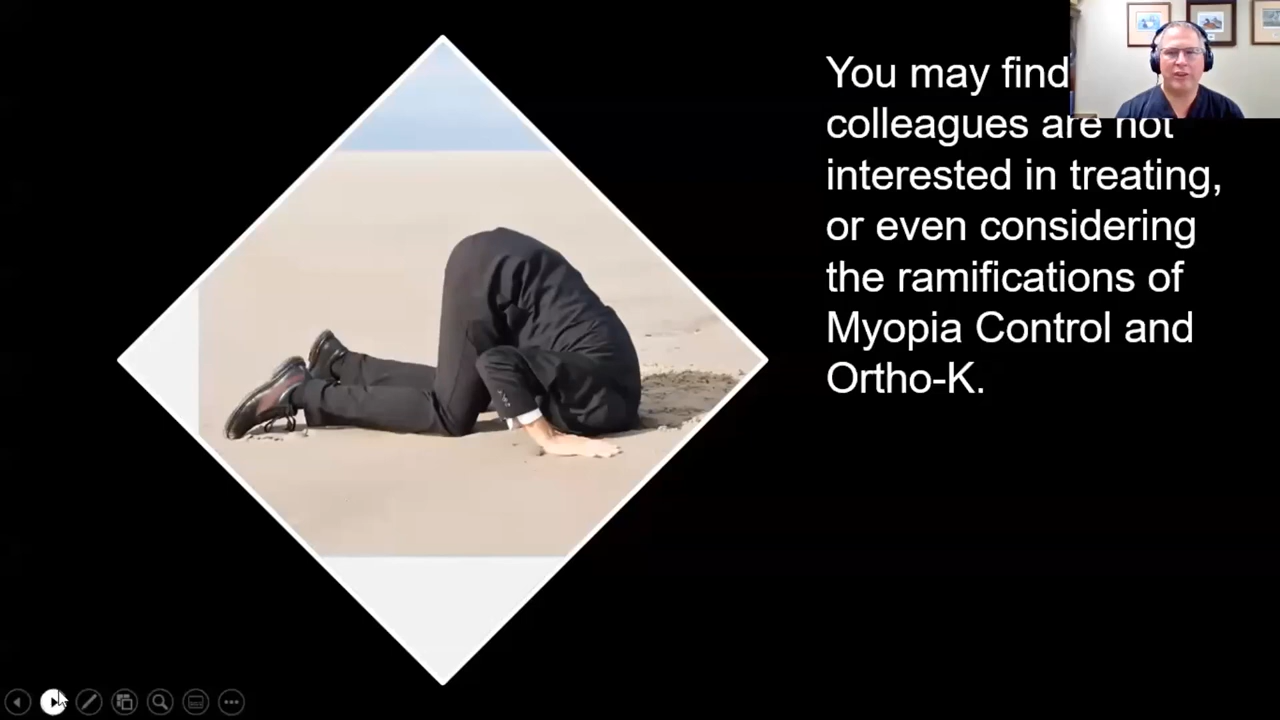 You may find
colleagues are not
interested in treating,
or even considering
the ramifications of
Myopia Control and
Ortho-K.